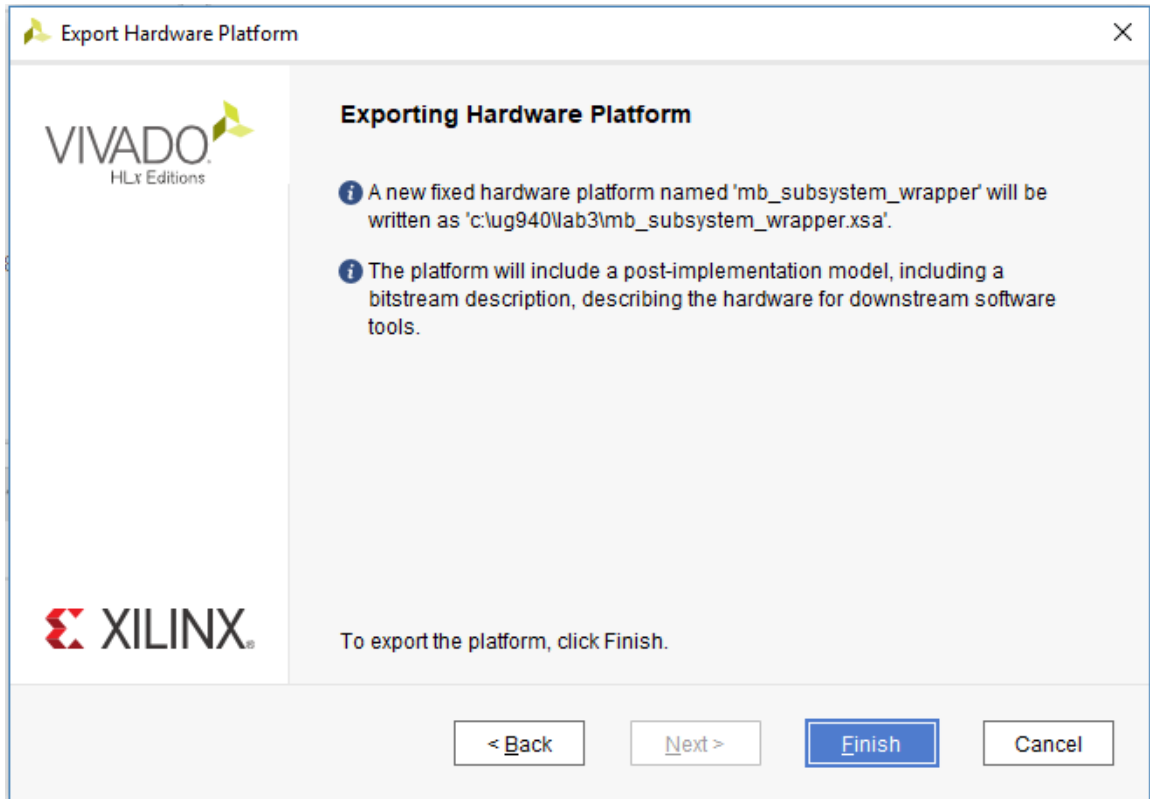 Export Hardware Platform
VIVADO.
HLx Editions
Exporting Hardware Platform
A new fixed hardware platform named 'mb_subsystem_wrapper' will be
written as 'c:\ug940\lab3\mb_subsystem_wrapper.xsa'.
The platform will include a post-implementation model, including a
bitstream description, describing the hardware for downstream software
tools.
XILINX®
To export the platform, click Finish.
< Back
Next >
Finish
Cancel